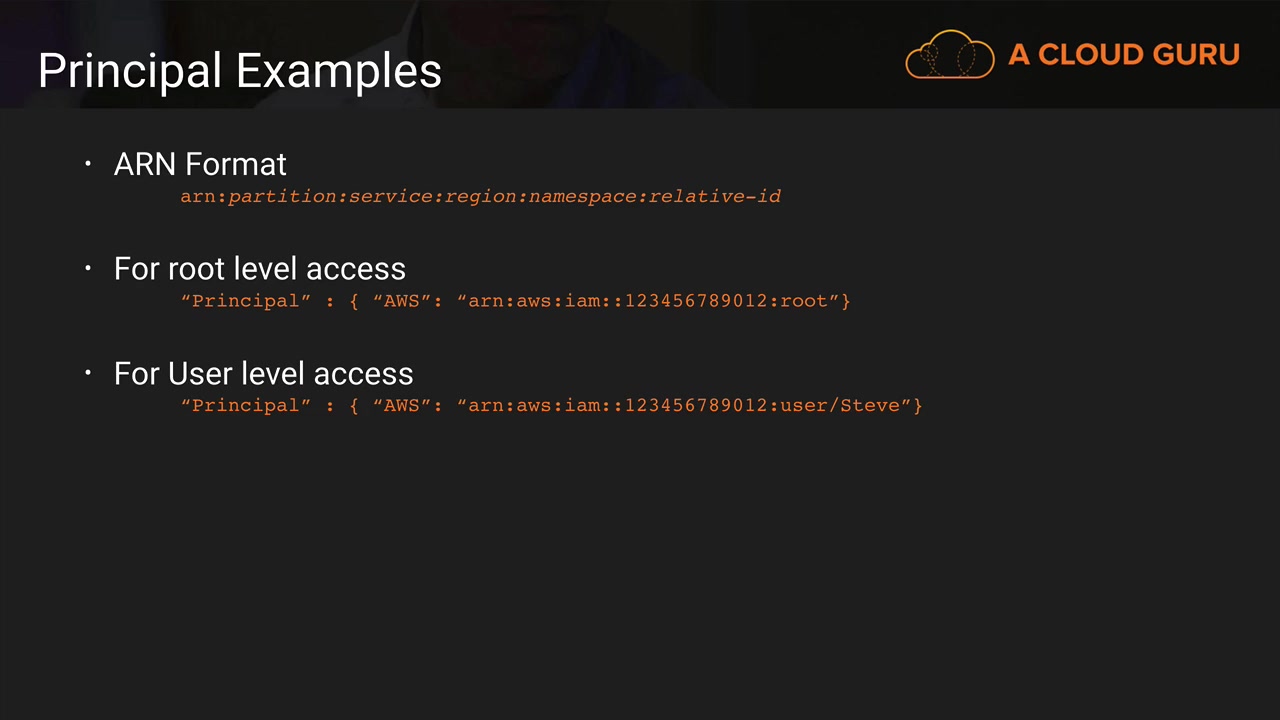 Principal Examples
A CLOUD GURU
• ARN Format
arn:partition:service:region:namespace:relative-id
• For root level access
“Principal” : { “AWS”: “arn:aws:iam::123456789012:root”}
• For User level access
“Principal” : { “AWS”: “arn:aws:iam::123456789012:user/Steve”}